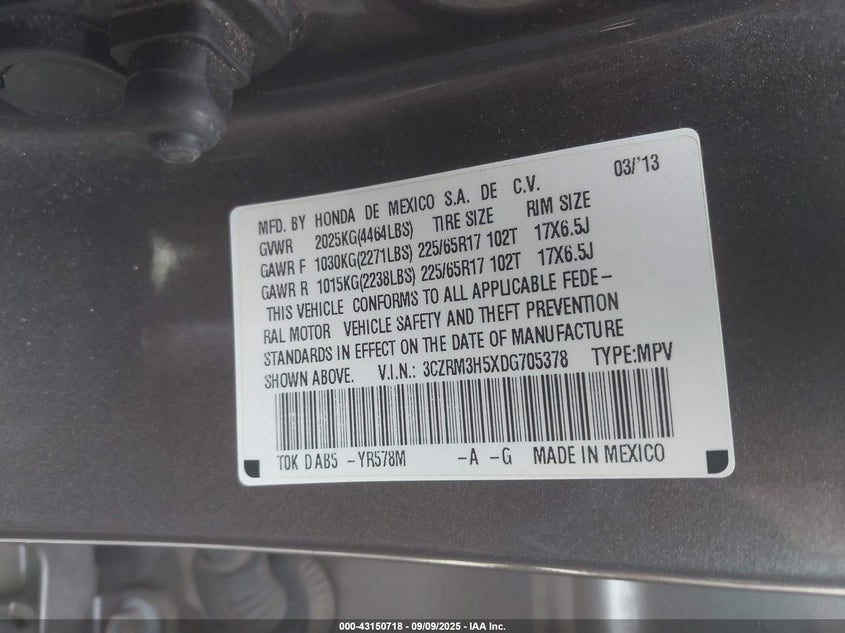 03/'13
MFD. BY HONDA DE MEXICO S.A. DE C.V.
GVWR 2025KG(4464LBS) TIRE SIZE RIM SIZE
GAWR F 1030KG(2271LBS) 225/65R17 102T 17X6.5J
GAWR R 1015KG(2238LBS) 225/65R17 102T 17X6.5J
THIS VEHICLE CONFORMS TO ALL APPLICABLE FEDE-
RAL MOTOR VEHICLE SAFETY AND THEFT PREVENTION
STANDARDS IN EFFECT ON THE DATE OF MANUFACTURE
SHOWN ABOVE. V.I.N.: 3CZRM3H5XDG705378 TYPE:MPV
T0K D AB5 -YR578M -A -G MADE IN MEXICO
000-43150718 - 09/09/2025 - IAA Inc.